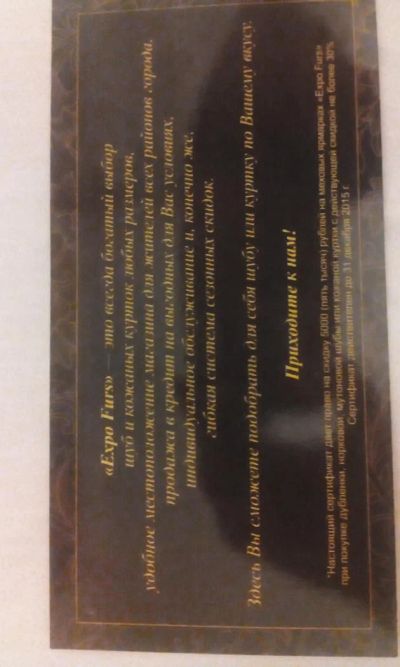 «Expo Furs» — это всегда богатый выбор
шуб и кожаных курток любых размеров,
удобное местоположение магазина для жителей всех районов города,
продажа в кредит на выгодных для Вас условиях,
индивидуальное обслуживание и, конечно же,
гибкая система сезонных скидок.
Здесь Вы сможете подобрать для себя шубу или куртку по Вашему вкусу.
Приходите к нам!
*Настоящий сертификат дает право на скидку 5000 (пять тысяч) рублей на меховых ярмарках «Expo Furs»
при покупке дубленки, норковой, мутоновой шубы или кожаной куртки с действующей скидкой не более 30%
Сертификат действителен до 31 декабря 2015 г.